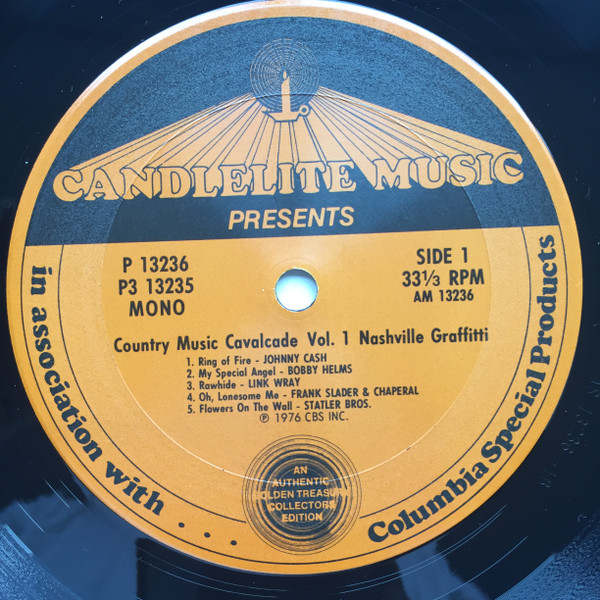 CANDLELITE MUSIC
PRESENTS
P 13236
P3 13235
MONO
SIDE 1
33⅓ RPM
AM 13236
Country Music Cavalcade Vol. 1 Nashville Graffitti
1. Ring of Fire - JOHNNY CASH
2. My Special Angel - BOBBY HELMS
3. Rawhide - LINK WRAY
4. Oh, Lonesome Me - FRANK SLADER & CHAPERAL
5. Flowers On The Wall - STATLER BROS.
℗ 1976 CBS INC.
AN
AUTHENTIC
GOLDEN TREASURY
COLLECTORS
EDITION
in association with . . .
Columbia Special Products